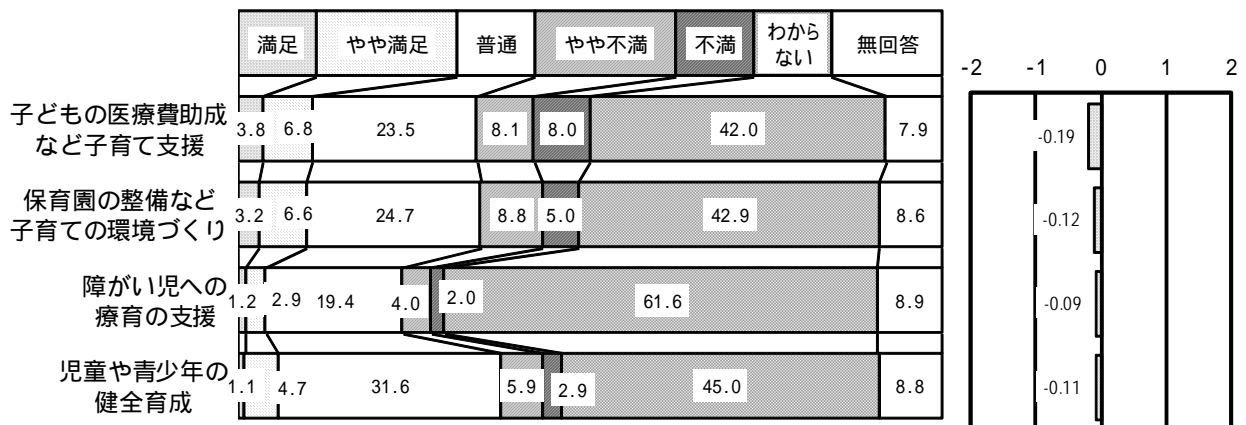 満足 やや満足 普通 やや不満 不満 わからない 無回答
-2 -1 0 1 2
子どもの医療費助成
など子育て支援
3.8 6.8 23.5 8.1 8.0 42.0 7.9
-0.19
保育園の整備など
子育ての環境づくり
3.2 6.6 24.7 8.8 5.0 42.9 8.6
-0.12
障がい児への
療育の支援
1.2 2.9 19.4 4.0 2.0 61.6 8.9
-0.09
児童や青少年の
健全育成
1.1 4.7 31.6 5.9 2.9 45.0 8.8
-0.11